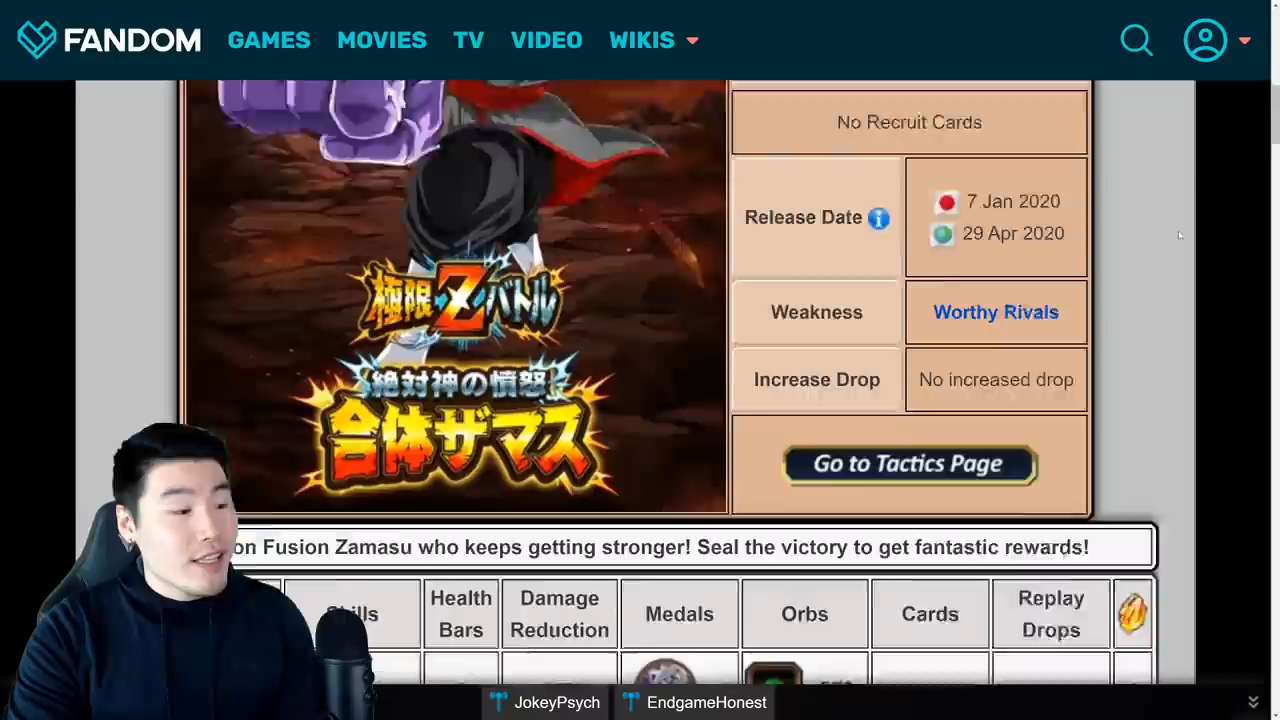 FANDOM GAMES MOVIES TV VIDEO WIKIS
No Recruit Cards
Release Date
7 Jan 2020
29 Apr 2020
極限Zバトル
Weakness
Worthy Rivals
絶対神の憤怒
合体ザマス
Increase Drop
No increased drop
Go to Tactics Page
on Fusion Zamasu who keeps getting stronger! Seal the victory to get fantastic rewards!
Health Bars
Damage Reduction
Medals
Orbs
Cards
Replay Drops
JokeyPsych
EndgameHonest